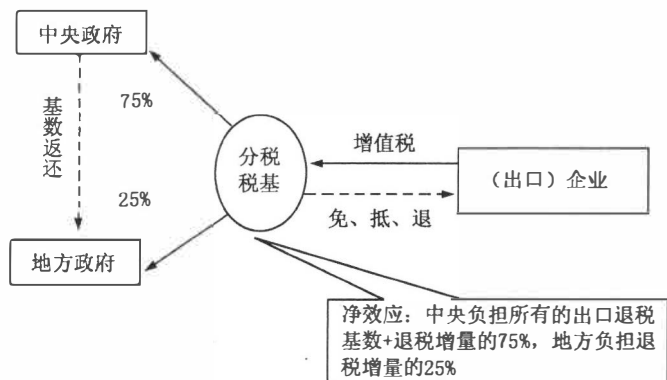 中央政府
基数返还
75%
分税
税基
增值税
(出口)企业
免、抵、退
25%
地方政府
净效应:中央负担所有的出口退税
基数+退税增量的75%,地方负担退
税增量的25%